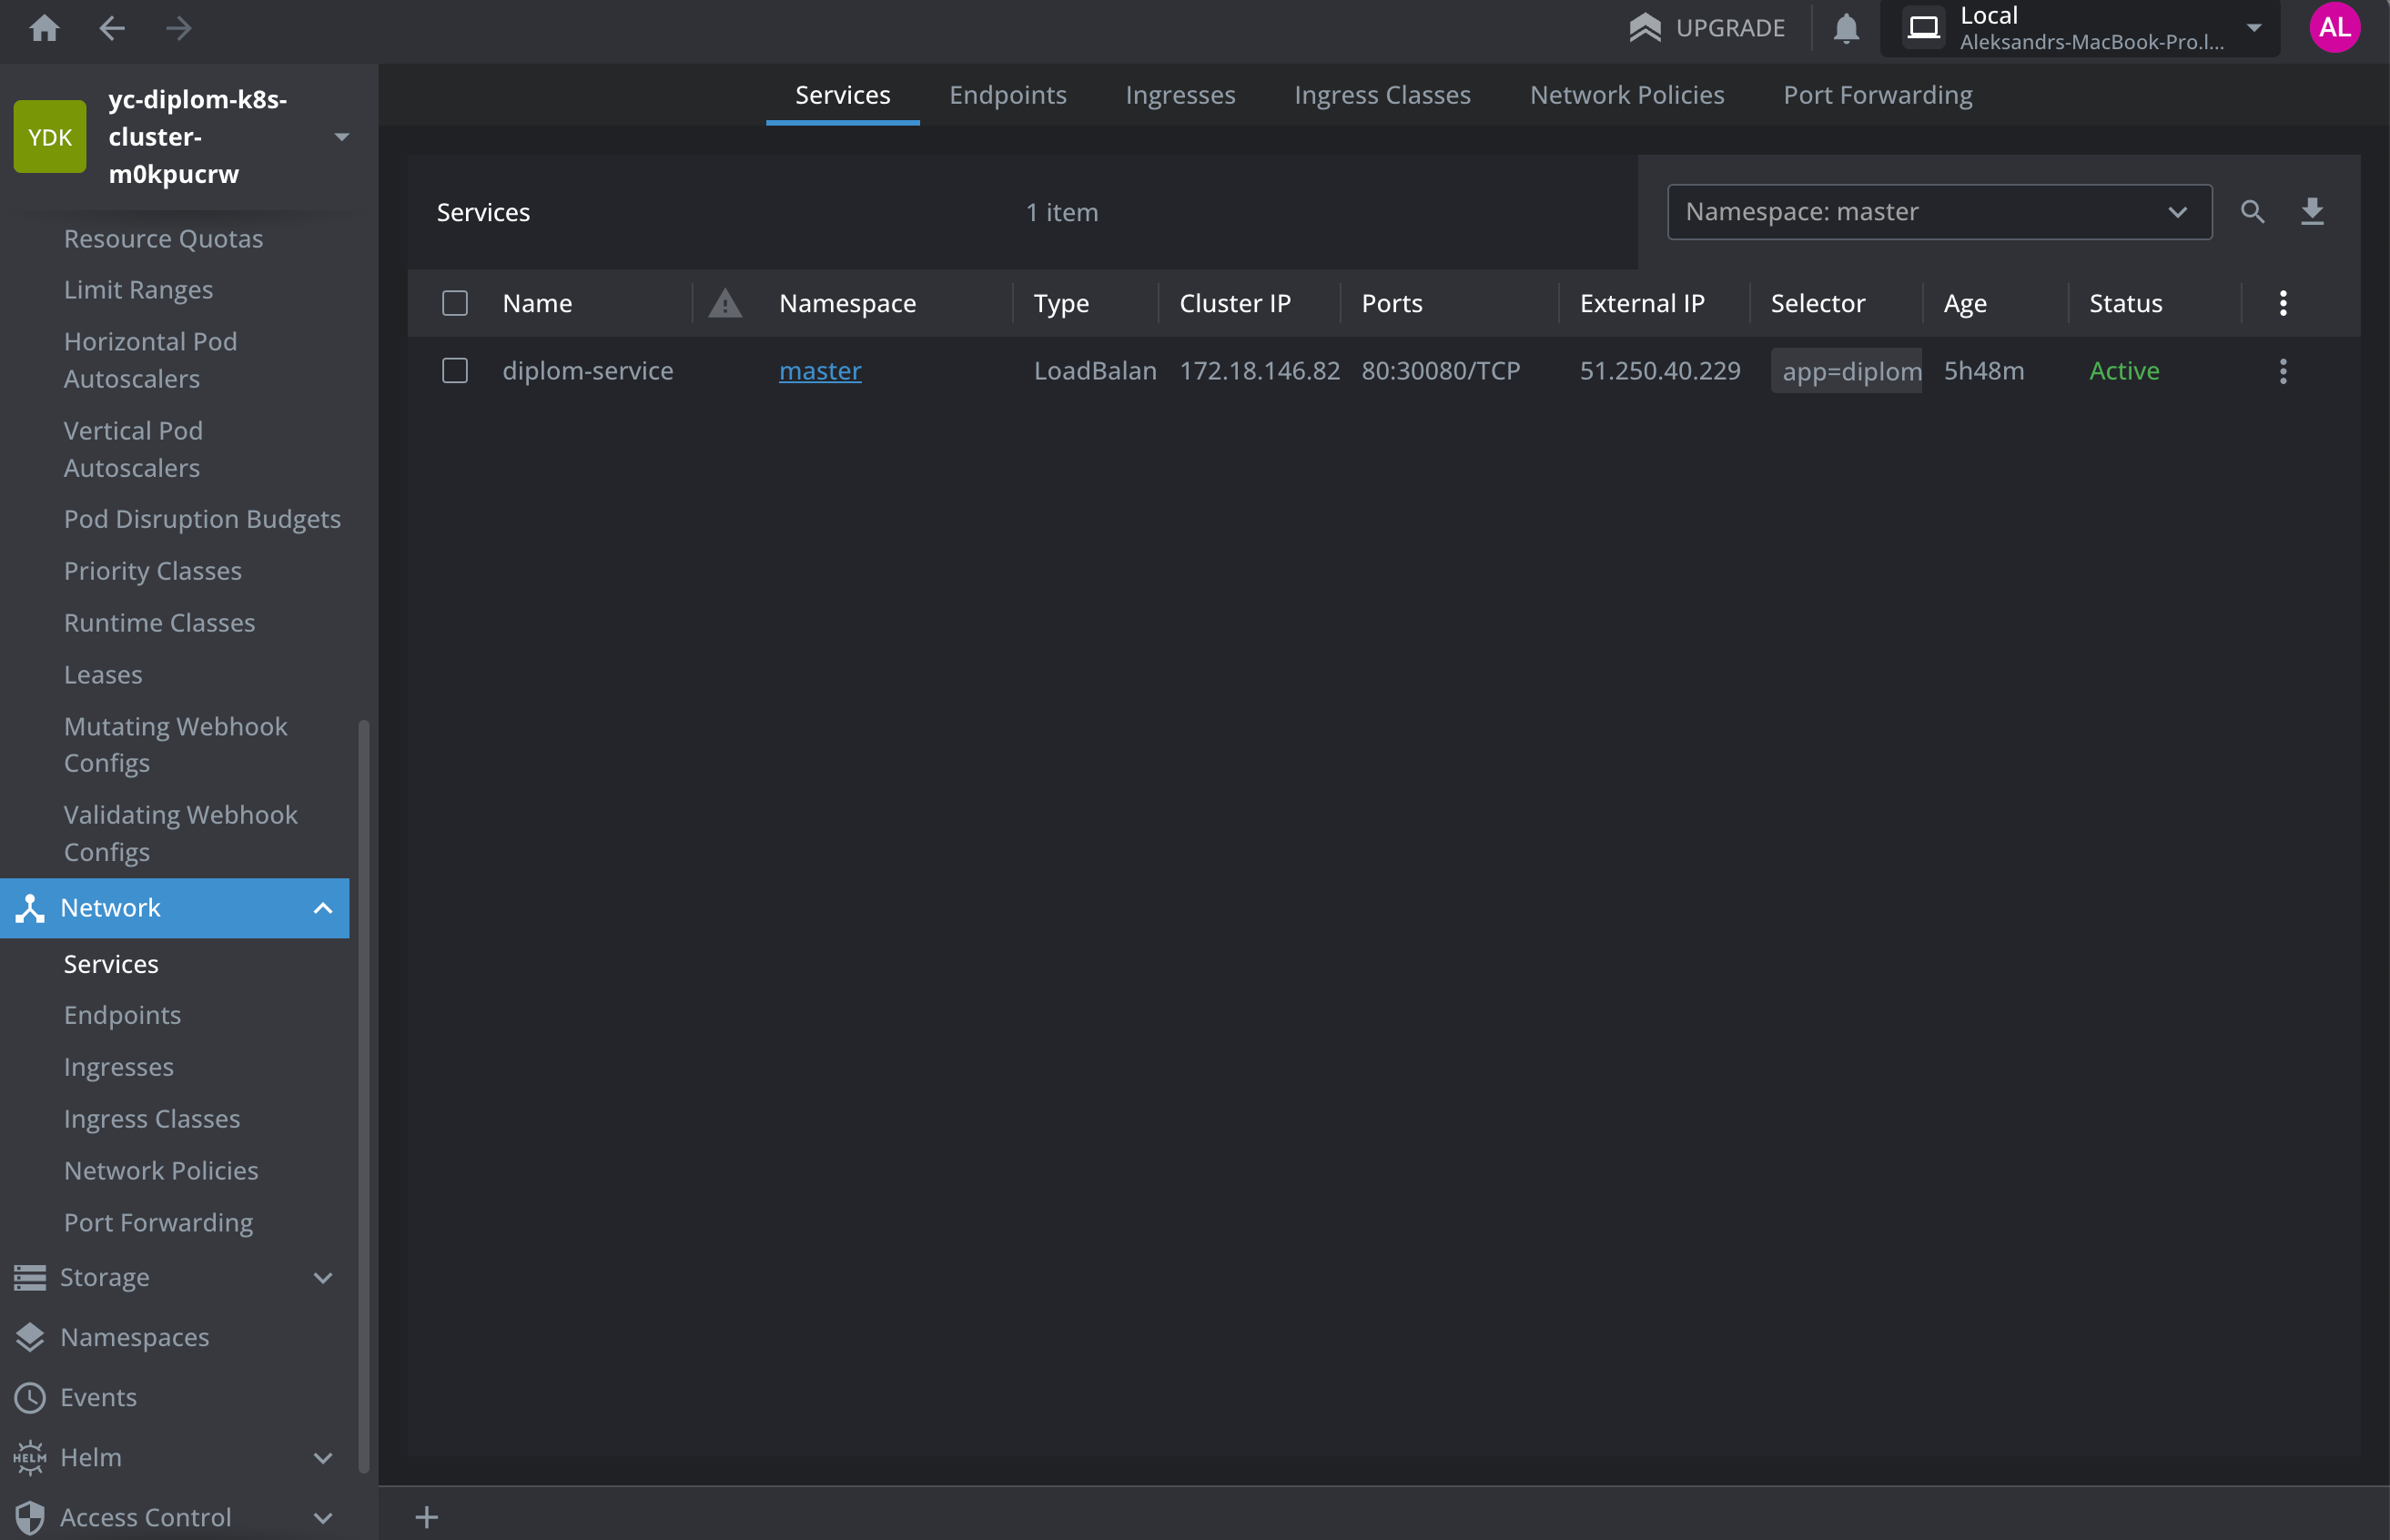 UPGRADE
Local
Aleksandrs-MacBook-Pro.l...
AL
YDK
yc-diplom-k8s-
cluster-
m0kpucrw
Resource Quotas
Limit Ranges
Horizontal Pod
Autoscalers
Vertical Pod
Autoscalers
Pod Disruption Budgets
Priority Classes
Runtime Classes
Leases
Mutating Webhook
Configs
Validating Webhook
Configs
Network
Services
Endpoints
Ingresses
Ingress Classes
Network Policies
Port Forwarding
Storage
Namespaces
Events
HELM Helm
Access Control
Services Endpoints Ingresses Ingress Classes Network Policies Port Forwarding
Services 1 item Namespace: master
Name Namespace Type Cluster IP Ports External IP Selector Age Status
diplom-service master LoadBalan 172.18.146.82 80:30080/TCP 51.250.40.229 app=diplom 5h48m Active